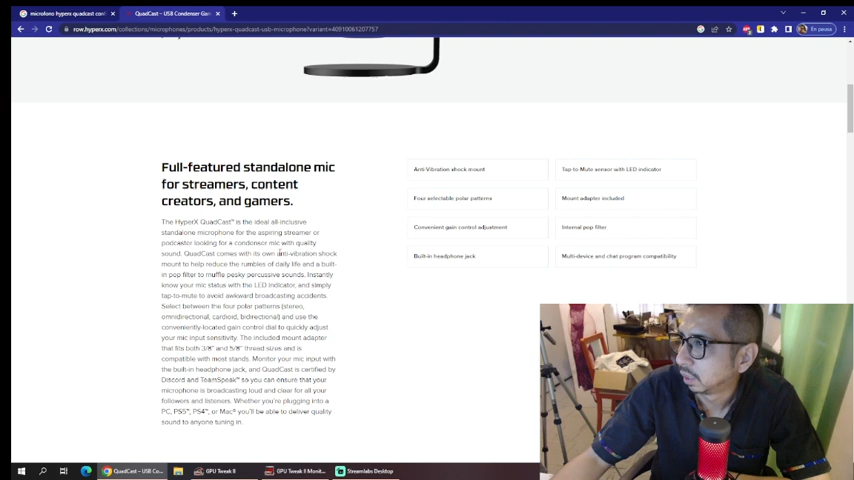 microfono hyperx quadcast con
QuadCast – USB Condenser Gam
row.hyperx.com/collections/microphones/products/hyperx-quadcast-usb-microphone?variant=40910061207757
En pausa
Full-featured standalone mic
for streamers, content
creators, and gamers.
The HyperX QuadCast™ is the ideal all-inclusive
standalone microphone for the aspiring streamer or
podcaster looking for a condenser mic with quality
sound. QuadCast comes with its own anti-vibration shock
mount to help reduce the rumbles of daily life and a built-
in pop filter to muffle pesky percussive sounds. Instantly
know your mic status with the LED indicator, and simply
tap-to-mute to avoid awkward broadcasting accidents.
Select between the four polar patterns (stereo,
omnidirectional, cardioid, bidirectional) and use the
conveniently-located gain control dial to quickly adjust
your mic input sensitivity. The included mount adapter
that fits both 3/8" and 5/8" thread sizes and is
compatible with most stands. Monitor your mic input with
the built-in headphone jack, and QuadCast is certified by
Discord and TeamSpeak™ so you can ensure that your
microphone is broadcasting loud and clear for all your
followers and listeners. Whether you're plugging into a
PC, PS5™, PS4™, or Mac® you'll be able to deliver quality
sound to anyone tuning in.
Anti-Vibration shock mount
Tap-to-Mute sensor with LED indicator
Four selectable polar patterns
Mount adapter included
Convenient gain control adjustment
Internal pop filter
Built-in headphone jack
Multi-device and chat program compatibility
QuadCast – USB Co...
GPU Tweak II
GPU Tweak II Monit...
Streamlabs Desktop